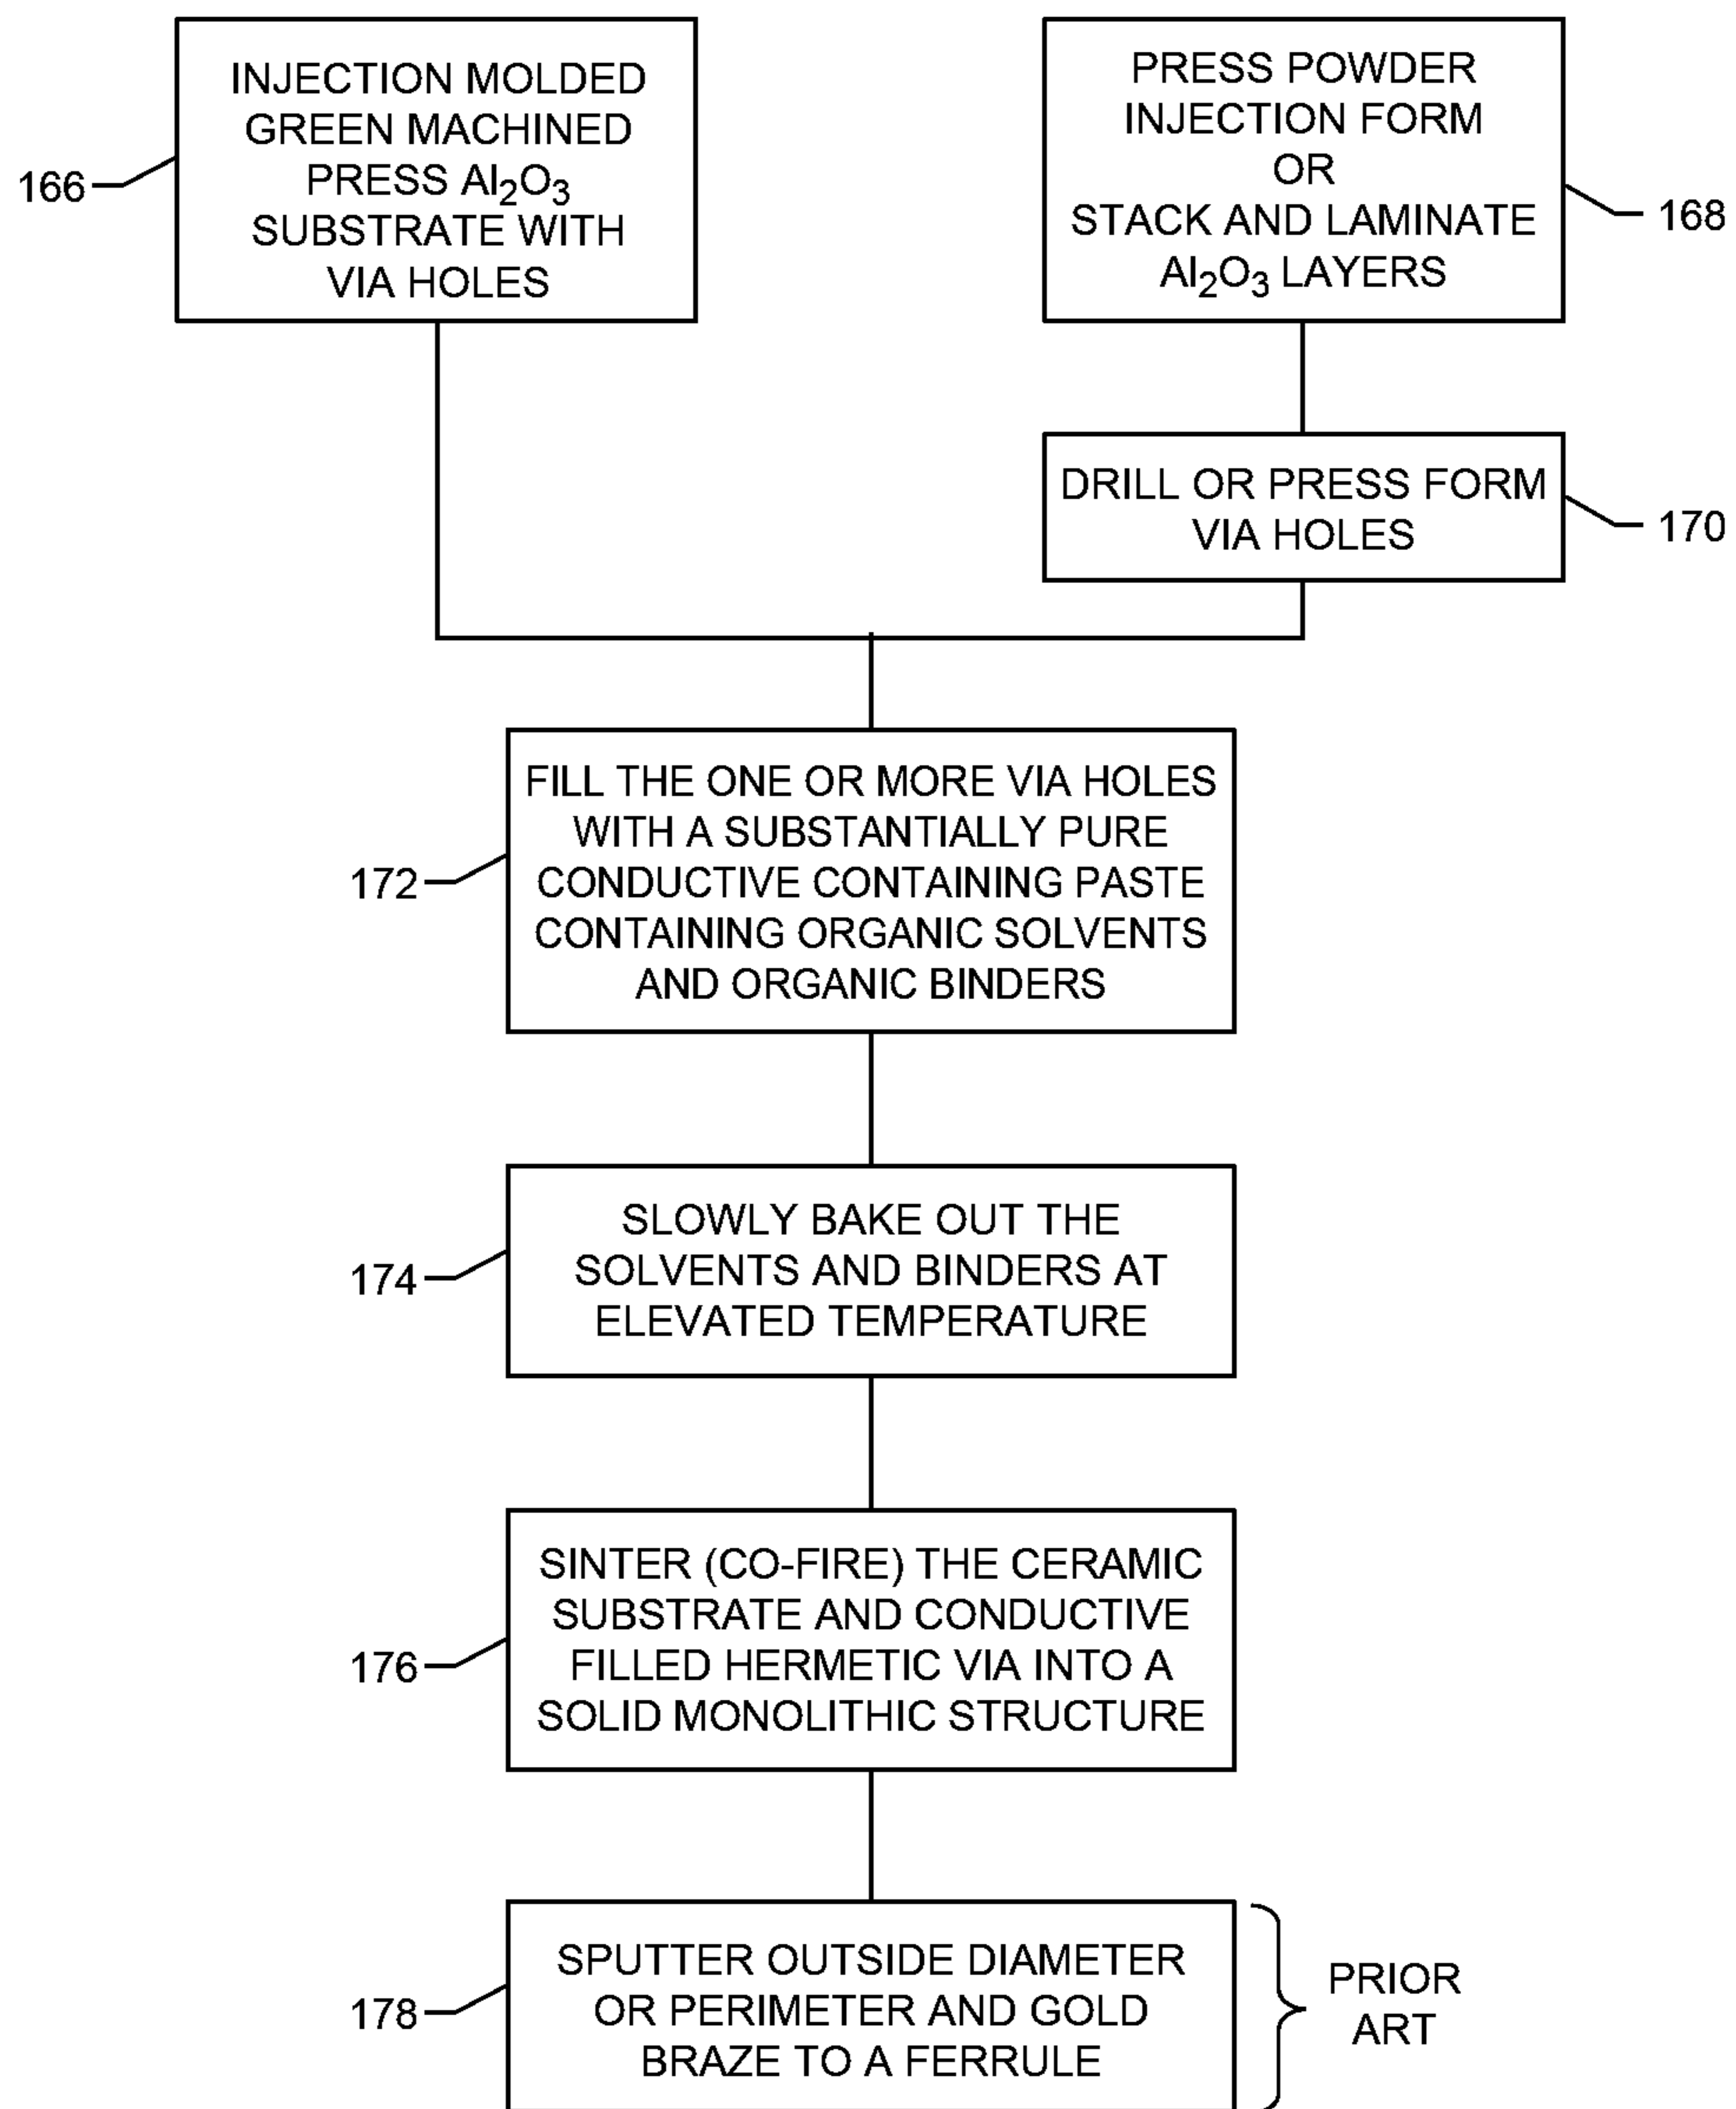 INJECTION MOLDED
GREEN MACHINED
PRESS Al₂O₃
SUBSTRATE WITH
VIA HOLES
166
PRESS POWDER
INJECTION FORM
OR
STACK AND LAMINATE
Al₂O₃ LAYERS
168
DRILL OR PRESS FORM
VIA HOLES
170
FILL THE ONE OR MORE VIA HOLES
WITH A SUBSTANTIALLY PURE
CONDUCTIVE CONTAINING PASTE
CONTAINING ORGANIC SOLVENTS
AND ORGANIC BINDERS
172
SLOWLY BAKE OUT THE
SOLVENTS AND BINDERS AT
ELEVATED TEMPERATURE
174
SINTER (CO-FIRE) THE CERAMIC
SUBSTRATE AND CONDUCTIVE
FILLED HERMETIC VIA INTO A
SOLID MONOLITHIC STRUCTURE
176
SPUTTER OUTSIDE DIAMETER
OR PERIMETER AND GOLD
BRAZE TO A FERRULE
178
PRIOR
ART